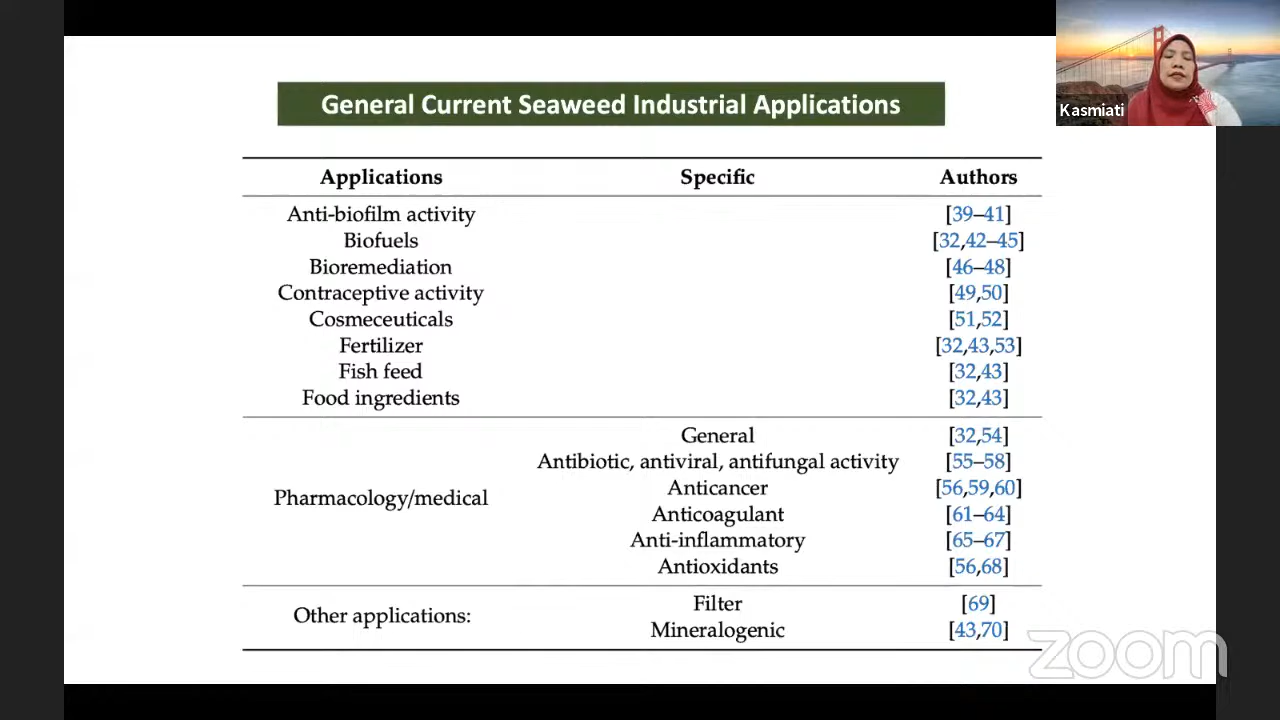 General Current Seaweed Industrial Applications
Kasmiati
Applications Specific Authors
Anti-biofilm activity [39–41]
Biofuels [32,42–45]
Bioremediation [46–48]
Contraceptive activity [49,50]
Cosmeceuticals [51,52]
Fertilizer [32,43,53]
Fish feed [32,43]
Food ingredients [32,43]
Pharmacology/medical
General [32,54]
Antibiotic, antiviral, antifungal activity [55–58]
Anticancer [56,59,60]
Anticoagulant [61–64]
Anti-inflammatory [65–67]
Antioxidants [56,68]
Other applications:
Filter [69]
Mineralogenic [43,70]
zoom